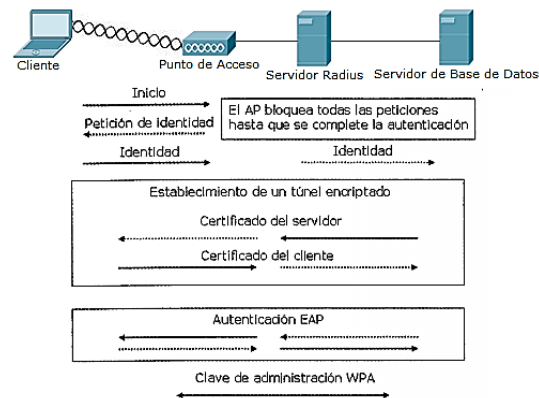 Cliente
Punto de Acceso
Servidor Radius
Servidor de Base de Datos
Inicio
El AP bloquea todas las peticiones
hasta que se complete la autenticación
Petición de identidad
Identidad
Identidad
Establecimiento de un túnel encriptado
Certificado del servidor
Certificado del cliente
Autenticación EAP
Clave de administración WPA